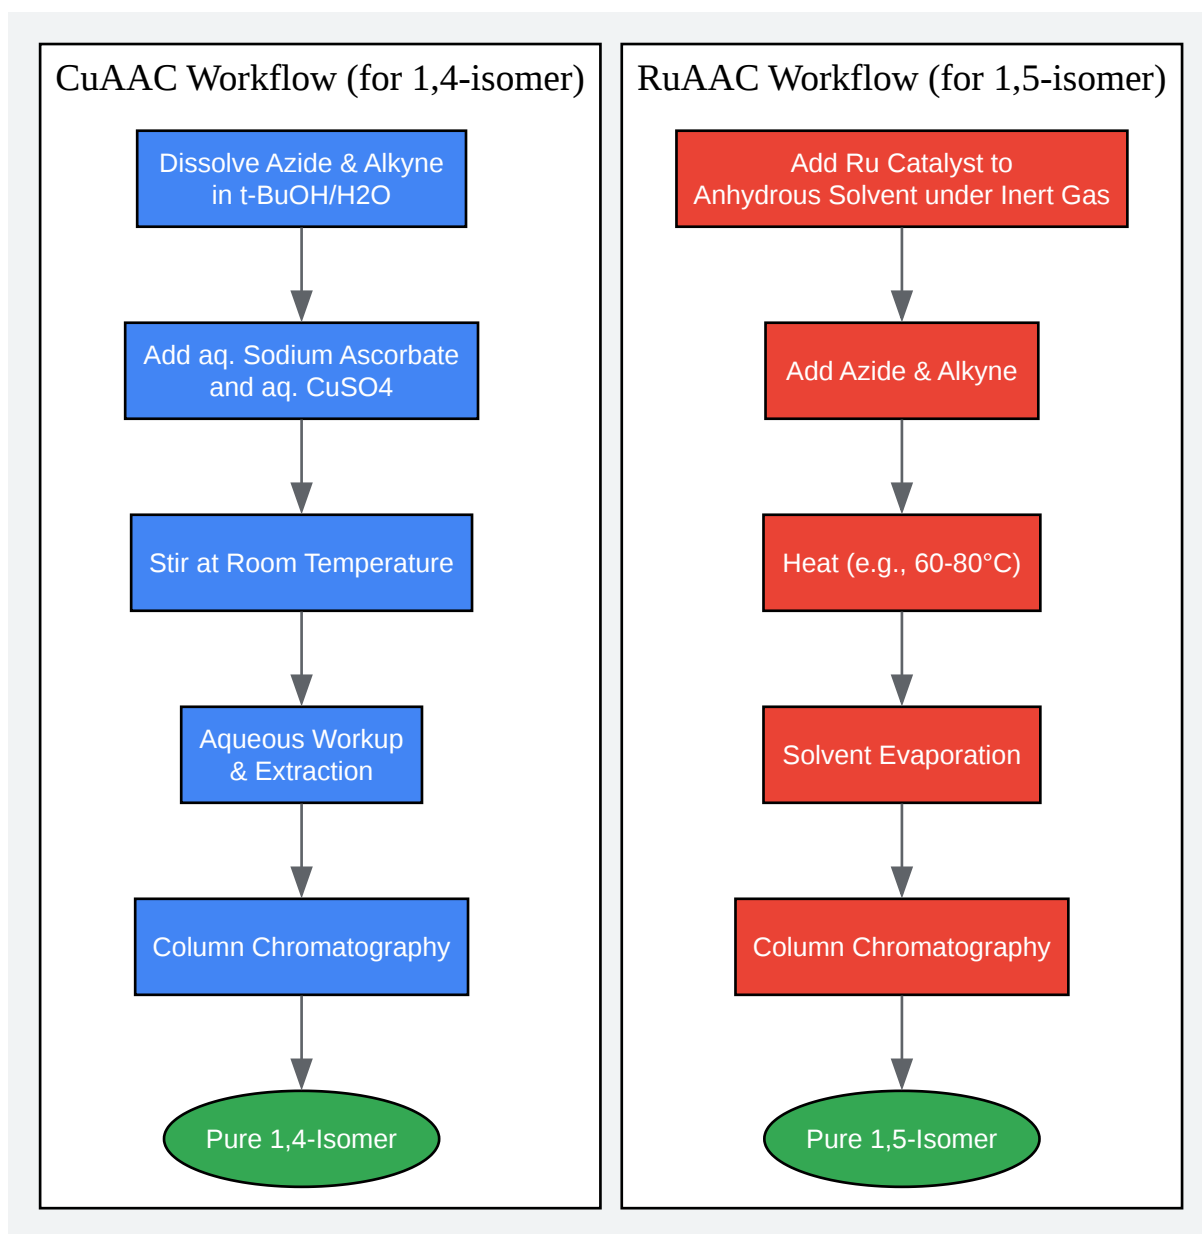 CuAAC Workflow (for 1,4-isomer)
Dissolve Azide & Alkyne
in t-BuOH/H2O
Add aq. Sodium Ascorbate
and aq. CuSO4
Stir at Room Temperature
Aqueous Workup
& Extraction
Column Chromatography
Pure 1,4-Isomer
RuAAC Workflow (for 1,5-isomer)
Add Ru Catalyst to
Anhydrous Solvent under Inert Gas
Add Azide & Alkyne
Heat (e.g., 60-80°C)
Solvent Evaporation
Column Chromatography
Pure 1,5-Isomer